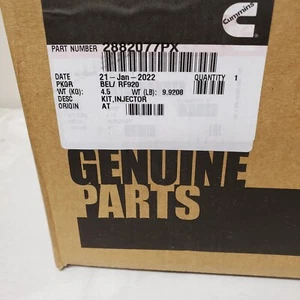 Cummins
PART NUMBER 2882077PX
DATE 21-Jan-2022 QUANTITY 1
PKGR BEL/ RF920
WT (KG): 4.5 WT (LB): 9.9208
DESC KIT,INJECTOR
ORIGIN AT
GENUINE
PARTS